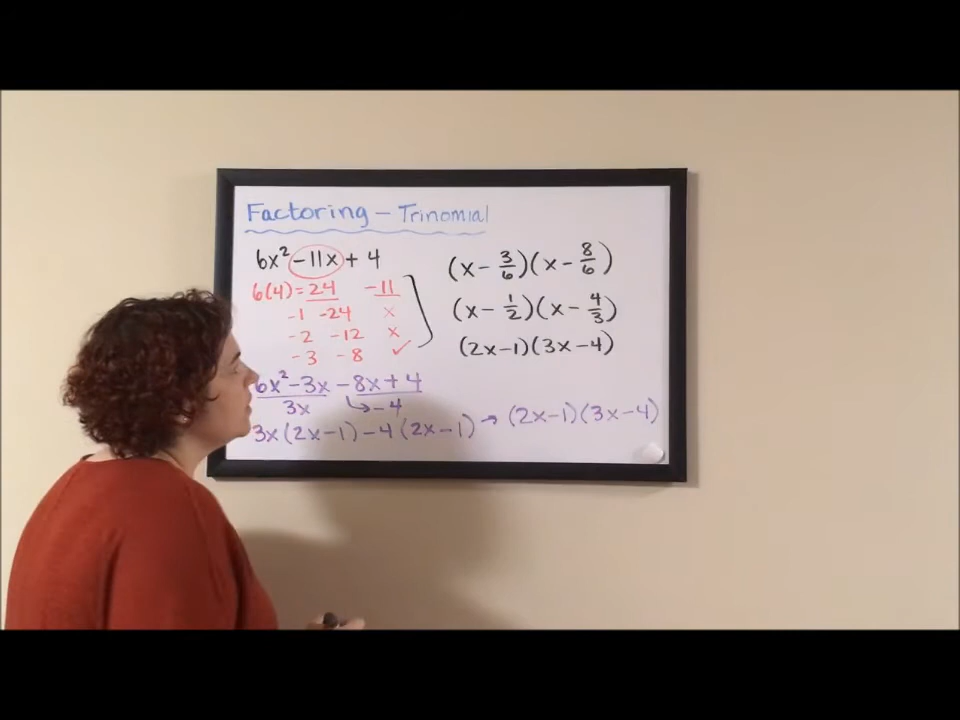 Factoring - Trinomial
6x² - 11x + 4
6(4) = 24 -11
-1 -24 x
-2 -12 x
-3 -8 ✓
(x - 3/6)(x - 8/6)
(x - 1/2)(x - 4/3)
(2x-1)(3x-4)
6x² - 3x - 8x + 4
3x ↳ -4
3x(2x-1) - 4(2x-1) → (2x-1)(3x-4)